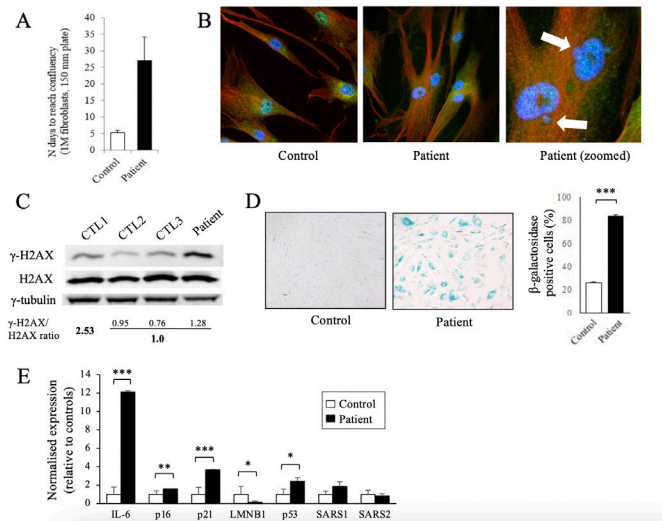 A
N days to reach confluency
(1M fibroblasts, 150 mm plate)
40
35
30
25
20
15
10
5
0
Control
Patient
B
Control
Patient
Patient (zoomed)
C
CTL1
CTL2
CTL3
Patient
γ-H2AX
H2AX
γ-tubulin
γ-H2AX/
H2AX ratio
2.53
0.95
0.76
1.28
1.0
D
Control
Patient
β-galactosidase
positive cells (%)
100
80
60
40
20
0
***
Control
Patient
E
Normalised expression
(relative to controls)
14
12
10
8
6
4
2
0
***
**
***
*
*
Control
Patient
IL-6
p16
p21
LMNB1
p53
SARS1
SARS2